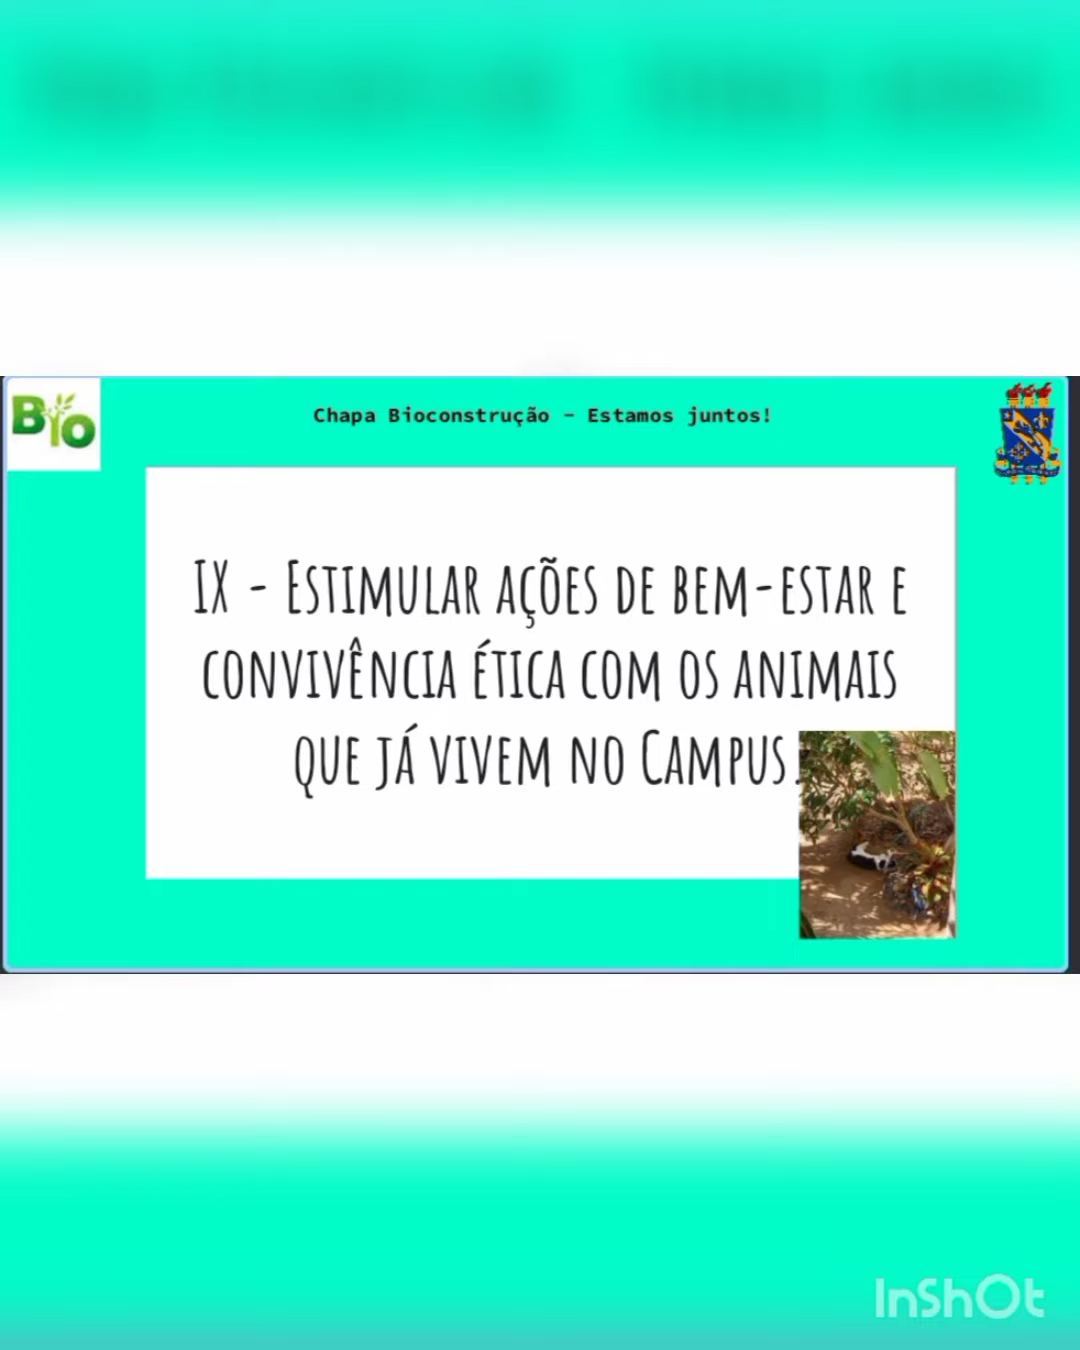 Bio
Chapa Bioconstrução - Estamos juntos!
IX - Estimular ações de bem-estar e
convivência ética com os animais
que já vivem no Campus.
InShOt